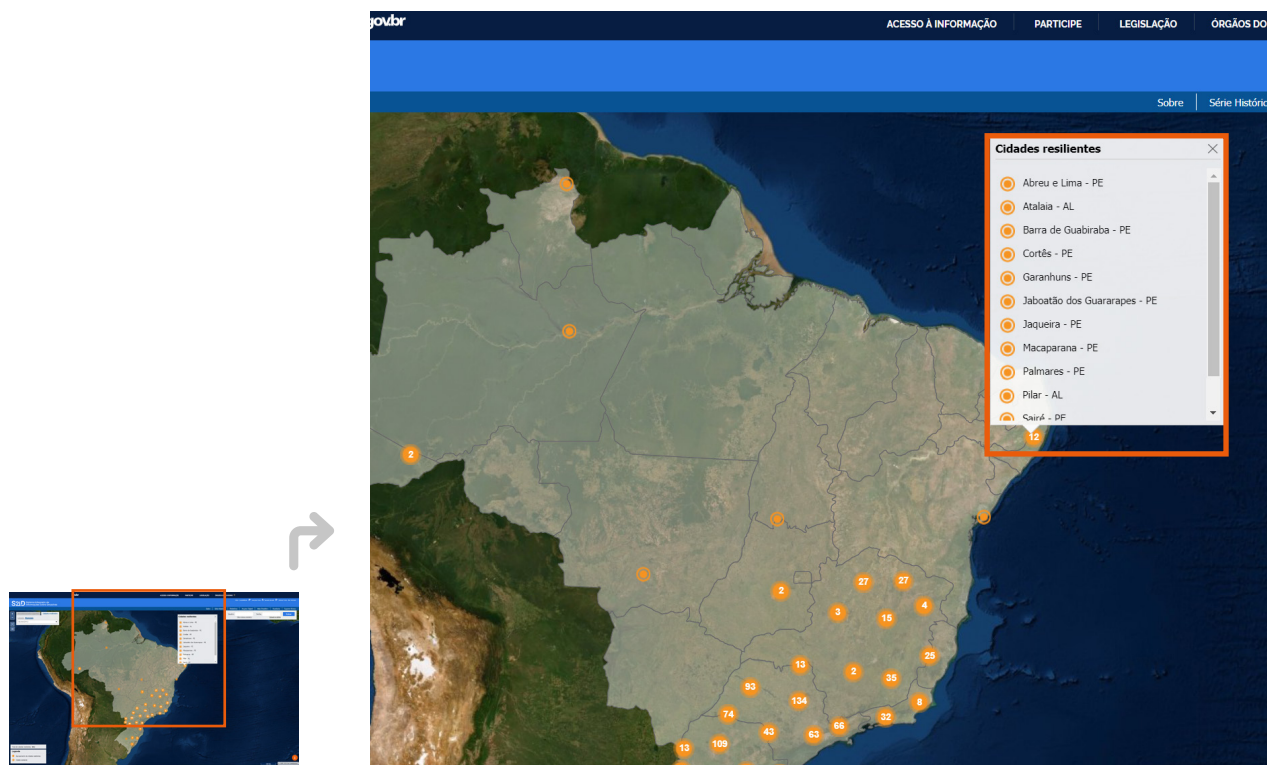 gov.br
ACESSO À INFORMAÇÃO PARTICIPE LEGISLAÇÃO ÓRGÃOS DO
Sobre Série Históric
Cidades resilientes
Abreu e Lima - PE
Atalaia - AL
Barra de Guabiraba - PE
Cortês - PE
Garanhuns - PE
Jaboatão dos Guararapes - PE
Jaqueira - PE
Macaparana - PE
Palmares - PE
Pilar - AL
Sairé - PE
12
2
27 27
2
4
3
15
25
13
2
35
93
134
8
74
32
66
43
63
109
13
S2iD